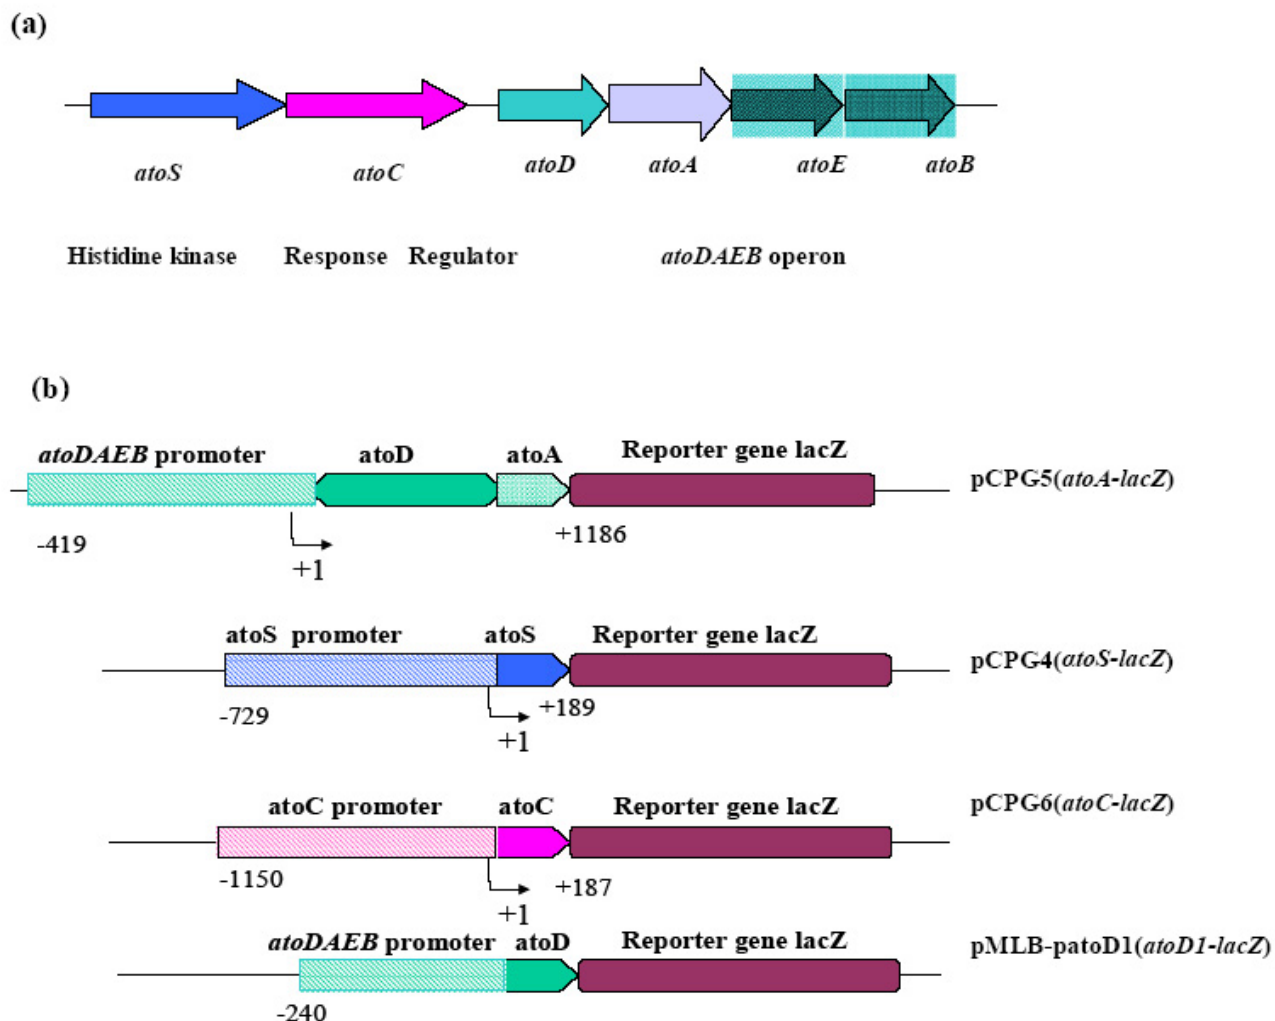 (a)
atoS atoC atoD atoA atoE atoB
Histidine kinase Response Regulator atoDAEB operon
(b)
atoDAEB promoter atoD atoA Reporter gene lacZ
pCPG5(atoA-lacZ)
-419 +1 +1186
atoS promoter atoS Reporter gene lacZ
pCPG4(αtoS-lacZ)
-729 +1 +189
atoC promoter atoC Reporter gene lacZ
pCPG6(atoC-lacZ)
-1150 +1 +187
atoDAEB promoter atoD Reporter gene lacZ
pMLB-patoD1(atoD1-lacZ)
-240